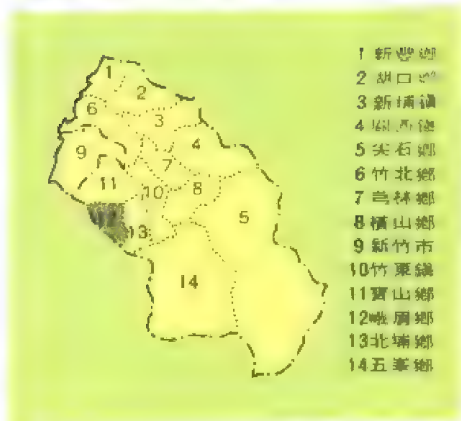 1 新豐鄉
2 湖口鄉
3 新埔鎮
4 關西鎮
5 尖石鄉
6 竹北鄉
7 芎林鄉
8 橫山鄉
9 新竹市
10 竹東鎮
11 寶山鄉
12 峨眉鄉
13 北埔鄉
14 五峯鄉
1
2
3
6
4
9
7
11
10
8
5
13
14